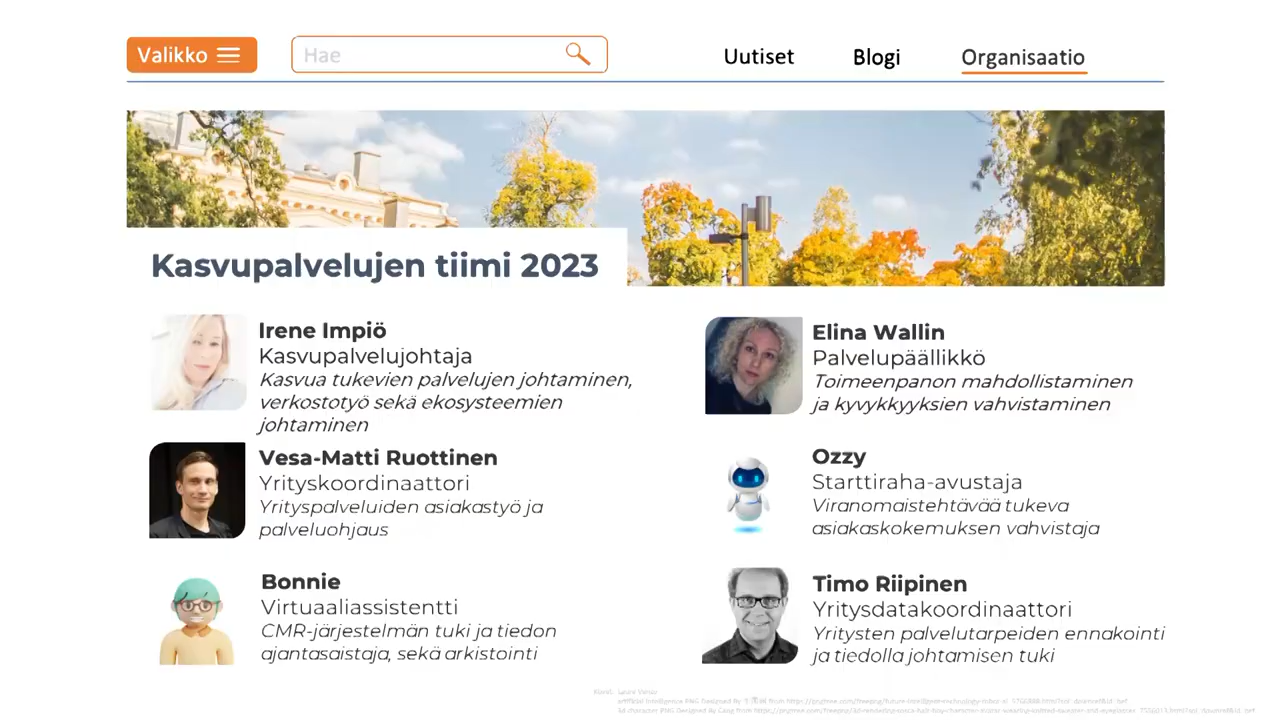 Valikko
Hae
Uutiset
Blogi
Organisaatio
Kasvupalvelujen tiimi 2023
Irene Impiö
Kasvupalvelujohtaja
Kasvua tukevien palvelujen johtaminen,
verkostotyö sekä ekosysteemien
johtaminen
Elina Wallin
Palvelupäällikkö
Toimeenpanon mahdollistaminen
ja kyvykkyyksien vahvistaminen
Vesa-Matti Ruottinen
Yrityskoordinaattori
Yrityspalveluiden asiakastyö ja
palveluohjaus
Ozzy
Starttiraha-avustaja
Viranomaistehtävää tukeva
asiakaskokemuksen vahvistaja
Bonnie
Virtuaaliassistentti
CMR-järjestelmän tuki ja tiedon
ajantasaistaja, sekä arkistointi
Timo Riipinen
Yritysdatakoordinaattori
Yritysten palvelutarpeiden ennakointi
ja tiedolla johtamisen tuki